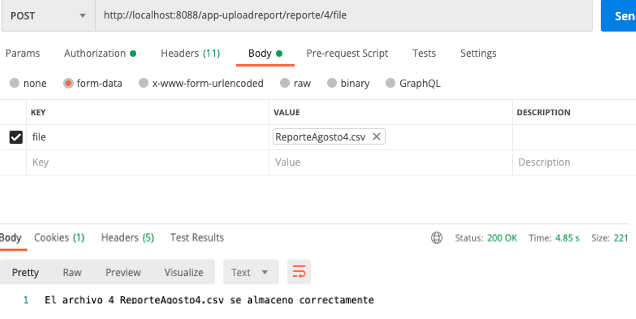 POST http://localhost:8088/app-uploadreport/reporte/4/file Sen
Params Authorization Headers (11) Body Pre-request Script Tests Settings
none form-data x-www-form-urlencoded raw binary GraphQL
KEY VALUE DESCRIPTION
file ReporteAgosto4.csv
Key Value Description
Body Cookies (1) Headers (5) Test Results Status: 200 OK Time: 4.85 s Size: 221
Pretty Raw Preview Visualize Text
1 El archivo 4 ReporteAgosto4.csv se almaceno correctamente